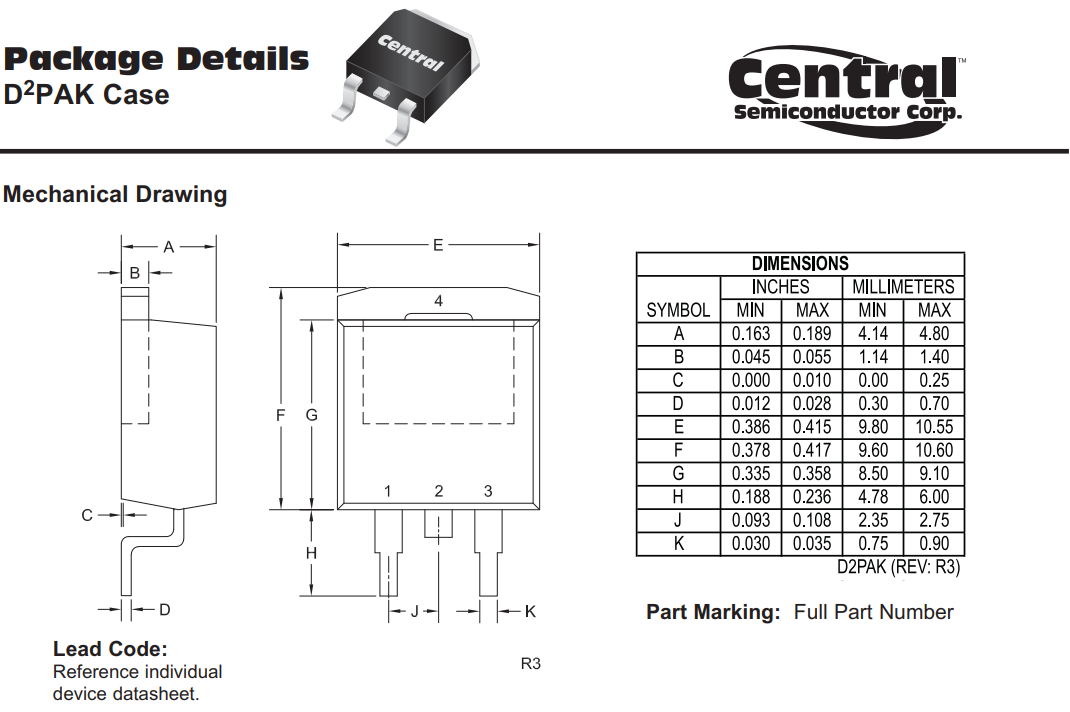 Package Details
D²PAK Case
Central
Central™
Semiconductor Corp.
Mechanical Drawing
A
B
C
D
E
4
F
G
1 2 3
H
J
K
DIMENSIONS
INCHES MILLIMETERS
SYMBOL MIN MAX MIN MAX
A 0.163 0.189 4.14 4.80
B 0.045 0.055 1.14 1.40
C 0.000 0.010 0.00 0.25
D 0.012 0.028 0.30 0.70
E 0.386 0.415 9.80 10.55
F 0.378 0.417 9.60 10.60
G 0.335 0.358 8.50 9.10
H 0.188 0.236 4.78 6.00
J 0.093 0.108 2.35 2.75
K 0.030 0.035 0.75 0.90
D2PAK (REV: R3)
Part Marking: Full Part Number
Lead Code:
Reference individual
device datasheet.
R3